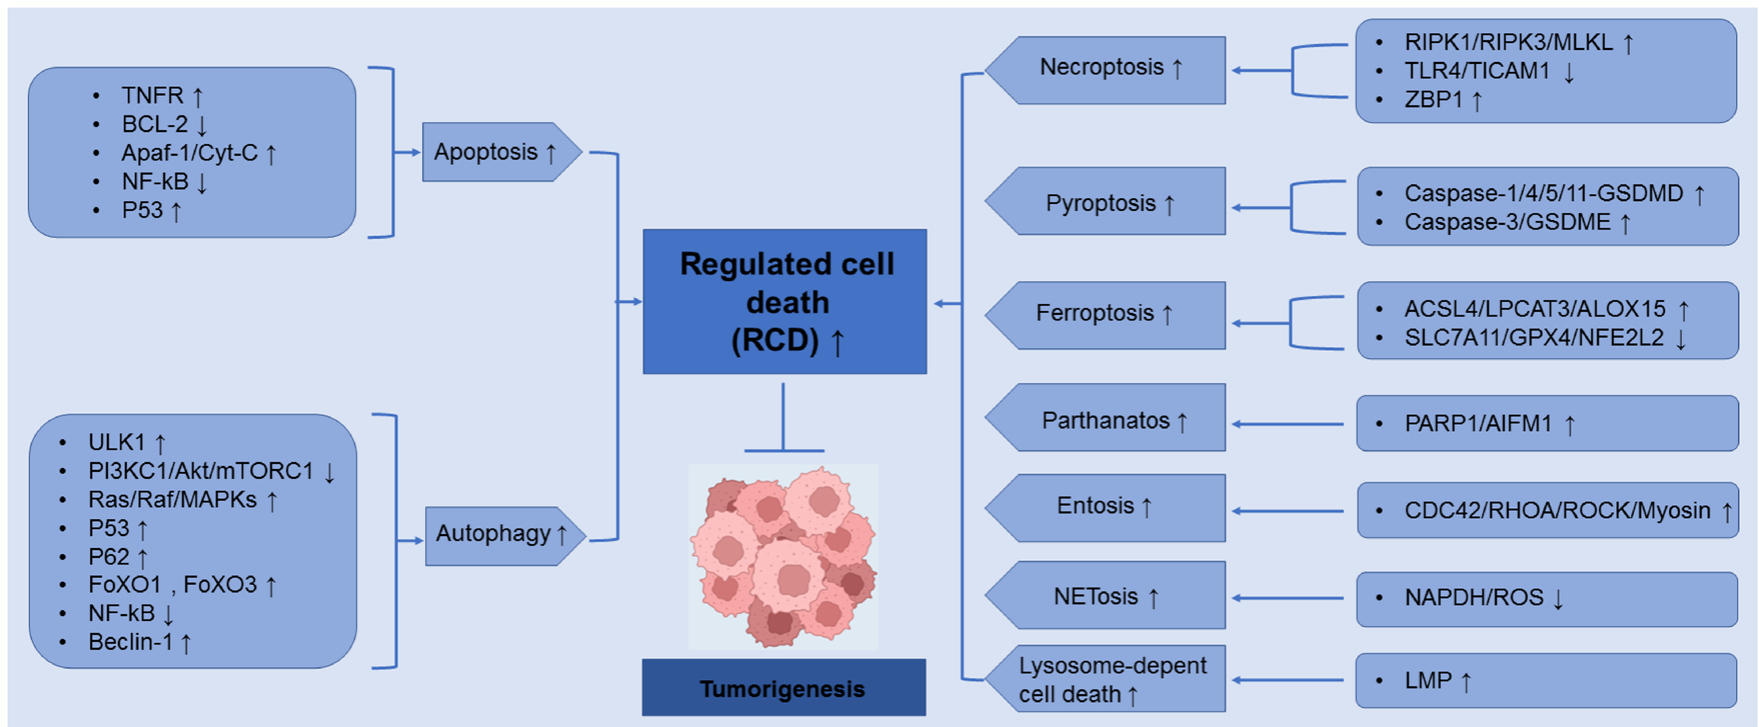 • TNFR ↑
• BCL-2 ↓
• Apaf-1/Cyt-C ↑
• NF-kB ↓
• P53 ↑
Apoptosis ↑
• ULK1 ↑
• PI3KC1/Akt/mTORC1 ↓
• Ras/Raf/MAPKs ↑
• P53 ↑
• P62 ↑
• FoXO1 , FoXO3 ↑
• NF-kB ↓
• Beclin-1 ↑
Autophagy ↑
Regulated cell
death
(RCD) ↑
Tumorigenesis
Necroptosis ↑
• RIPK1/RIPK3/MLKL ↑
• TLR4/TICAM1 ↓
• ZBP1 ↑
Pyroptosis ↑
• Caspase-1/4/5/11-GSDMD ↑
• Caspase-3/GSDME ↑
Ferroptosis ↑
• ACSL4/LPCAT3/ALOX15 ↑
• SLC7A11/GPX4/NFE2L2 ↓
Parthanatos ↑
• PARP1/AIFM1 ↑
Entosis ↑
• CDC42/RHOA/ROCK/Myosin ↑
NETosis ↑
• NAPDH/ROS ↓
Lysosome-depent
cell death ↑
• LMP ↑